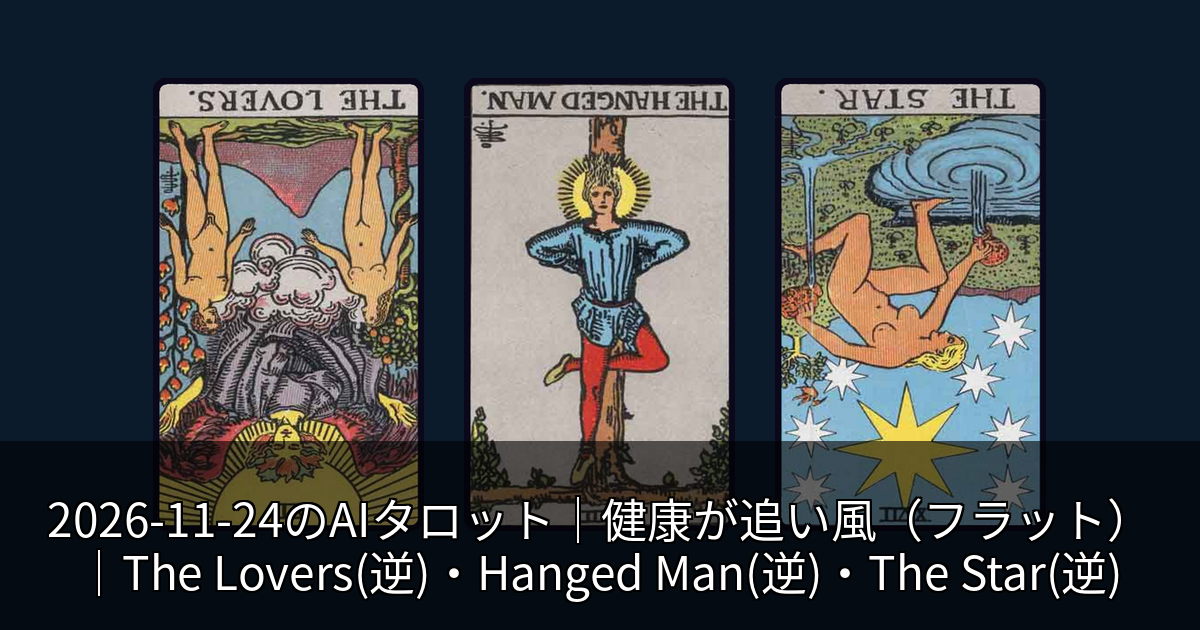 THE LOVERS.
THE HANGED MAN.
THE STAR.
2026-11-24のAIタロット｜健康が追い風（フラット）
｜The Lovers(逆)・Hanged Man(逆)・The Star(逆)